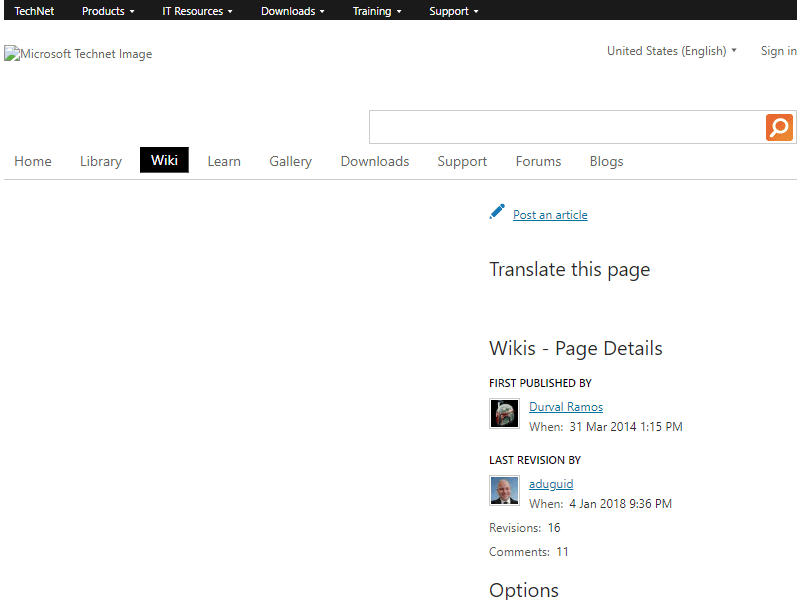 TechNet Products IT Resources Downloads Training Support
Microsoft Technet Image
United States (English) Sign in
Home Library Wiki Learn Gallery Downloads Support Forums Blogs
Post an article
Translate this page
Wikis - Page Details
FIRST PUBLISHED BY
Durval Ramos
When: 31 Mar 2014 1:15 PM
LAST REVISION BY
aduguid
When: 4 Jan 2018 9:36 PM
Revisions: 16
Comments: 11
Options